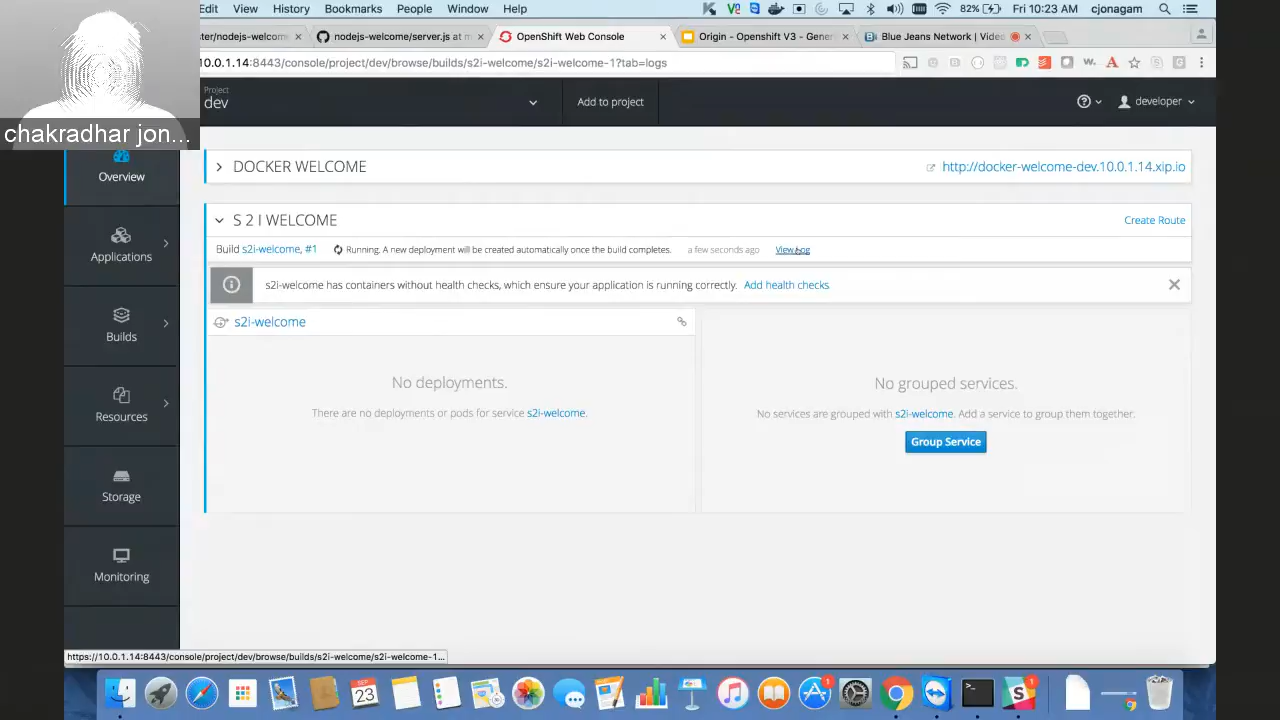 Edit View History Bookmarks People Window Help 82% Fri 10:23 AM cjonagam
ster/nodejs-welcome nodejs-welcome/server.js at m OpenShift Web Console Origin - Openshift V3 - Gene Blue Jeans Network | Video
10.0.1.14:8443/console/project/dev/browse/builds/s2i-welcome/s2i-welcome-1?tab=logs
Project
dev
Add to project
developer
chakradhar jon...
Overview
Applications
Builds
Resources
Storage
Monitoring
DOCKER WELCOME
http://docker-welcome-dev.10.0.1.14.xip.io
S 2 I WELCOME
Create Route
Build s2i-welcome, #1 Running. A new deployment will be created automatically once the build completes. a few seconds ago View Log
s2i-welcome has containers without health checks, which ensure your application is running correctly. Add health checks
s2i-welcome
No deployments.
There are no deployments or pods for service s2i-welcome.
No grouped services.
No services are grouped with s2i-welcome. Add a service to group them together.
Group Service
https://10.0.1.14:8443/console/project/dev/browse/builds/s2i-welcome/s2i-welcome-1...
SEP
23
1
1